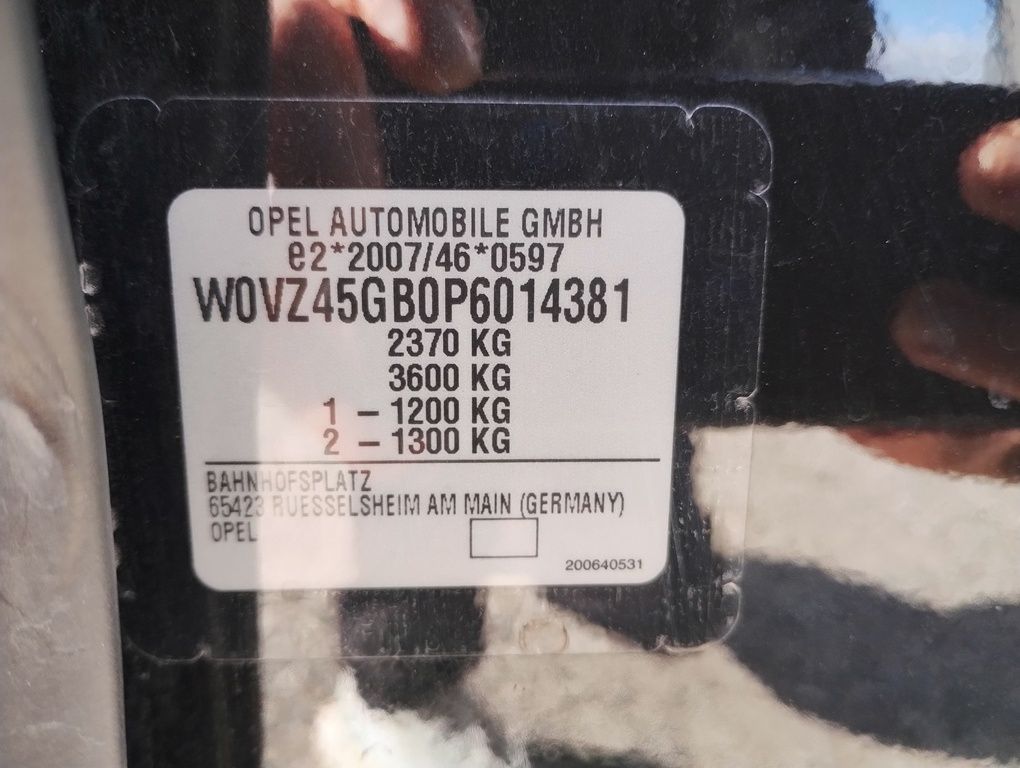 OPEL AUTOMOBILE GMBH
e2*2007/46*0597
W0VZ45GB0P6014381
2370 KG
3600 KG
1 – 1200 KG
2 – 1300 KG
BAHNHOFSPLATZ
65423 RUESSELSHEIM AM MAIN (GERMANY)
OPEL
200640531